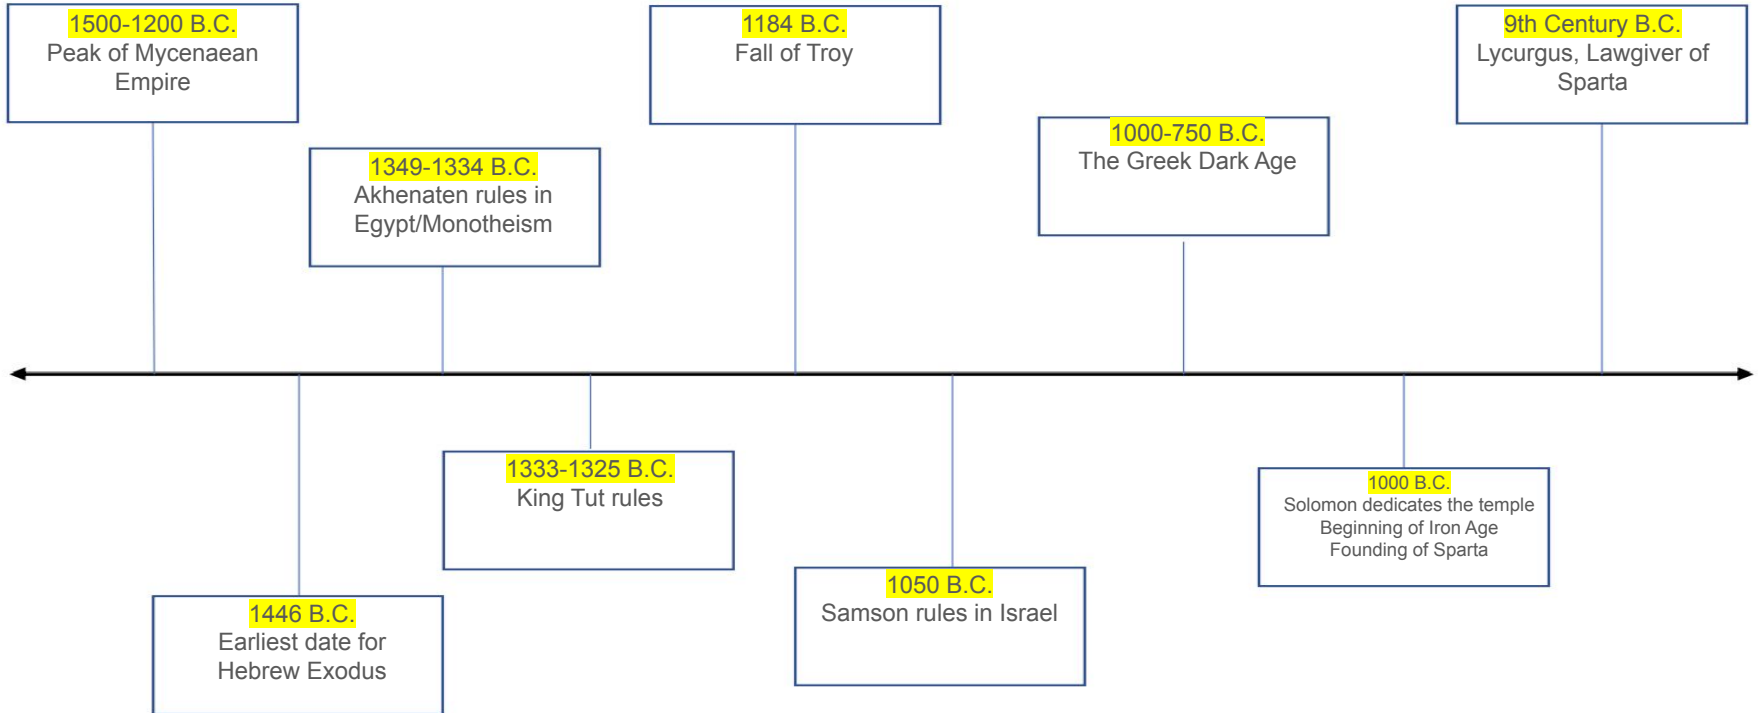 1500-1200 B.C.
Peak of Mycenaean
Empire
1446 B.C.
Earliest date for
Hebrew Exodus
1349-1334 B.C.
Akhenaten rules in
Egypt/Monotheism
1333-1325 B.C.
King Tut rules
1184 B.C.
Fall of Troy
1050 B.C.
Samson rules in Israel
1000-750 B.C.
The Greek Dark Age
1000 B.C.
Solomon dedicates the temple
Beginning of Iron Age
Founding of Sparta
9th Century B.C.
Lycurgus, Lawgiver of
Sparta